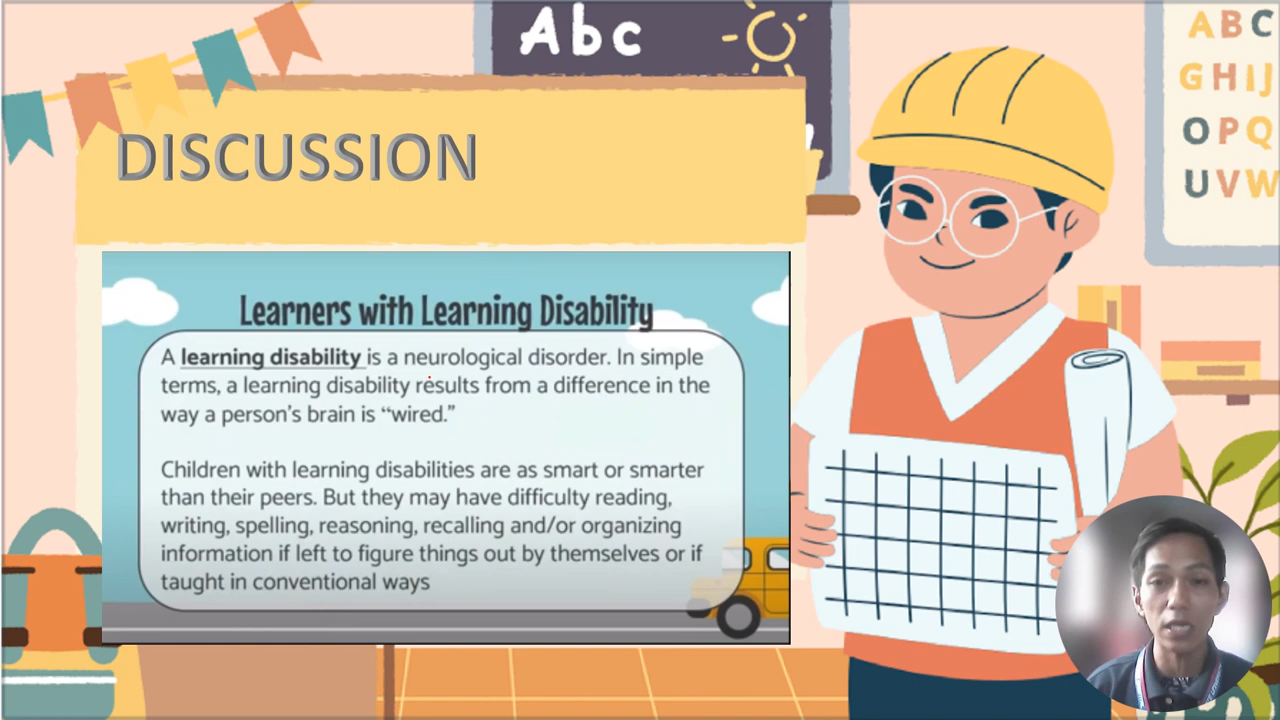 Abc
ABC
GHIJ
OPQ
UVW
DISCUSSION
Learners with Learning Disability
A learning disability is a neurological disorder. In simple
terms, a learning disability results from a difference in the
way a person's brain is “wired.”
Children with learning disabilities are as smart or smarter
than their peers. But they may have difficulty reading,
writing, spelling, reasoning, recalling and/or organizing
information if left to figure things out by themselves or if
taught in conventional ways